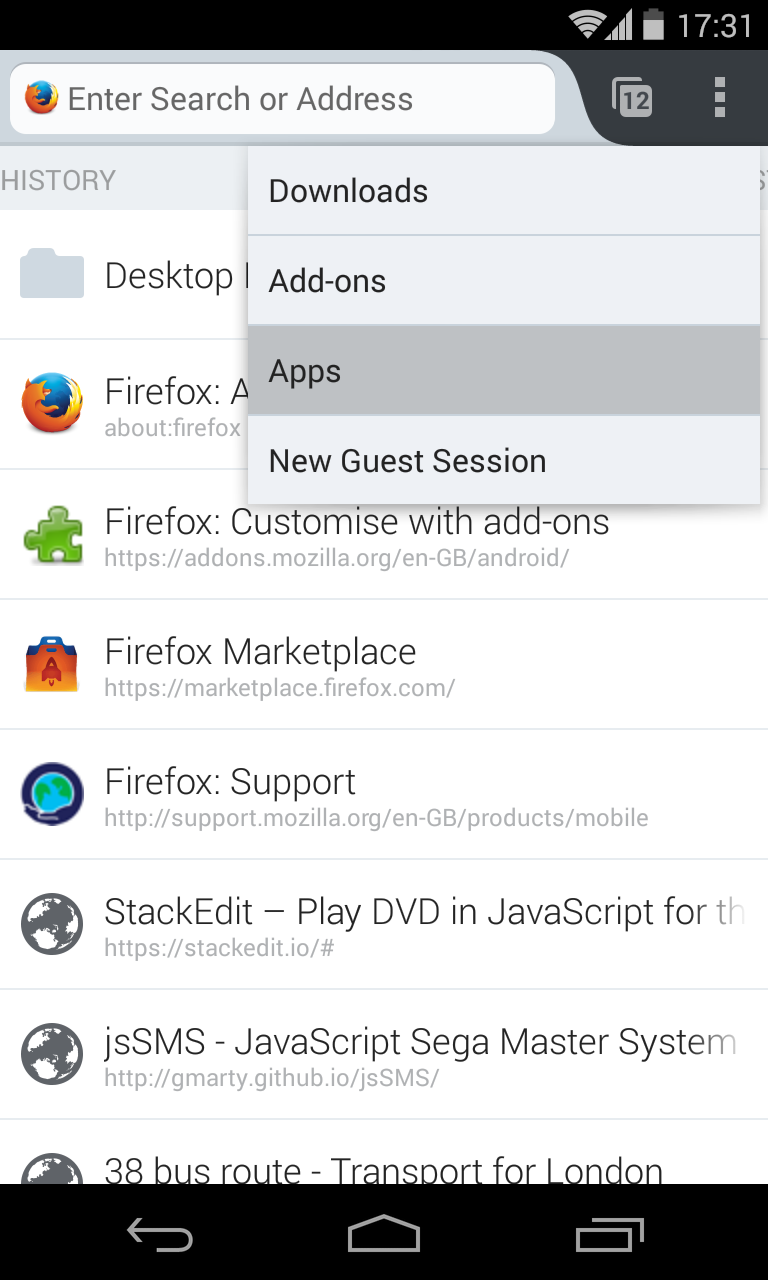 17:31
Enter Search or Address
12
HISTORY
Downloads
Desktop
Add-ons
Firefox:
about:firefox
Apps
New Guest Session
Firefox: Customise with add-ons
https://addons.mozilla.org/en-GB/android/
Firefox Marketplace
https://marketplace.firefox.com/
Firefox: Support
http://support.mozilla.org/en-GB/products/mobile
StackEdit – Play DVD in JavaScript for th
https://stackedit.io/#
jsSMS - JavaScript Sega Master System
http://gmarty.github.io/jsSMS/
38 bus route - Transport for London